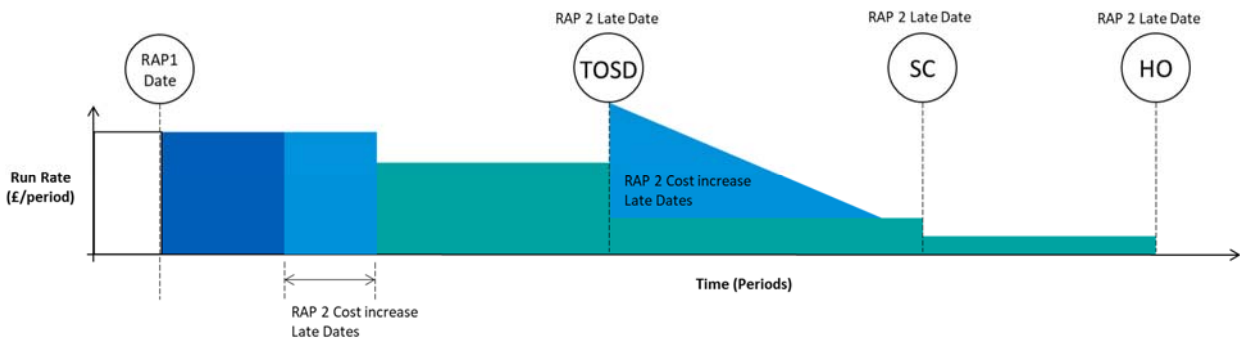 RAP 2 Late Date
RAP 2 Late Date
RAP 2 Late Date
RAP1
Date
TOSD
SC
HO
Run Rate
(£/period)
RAP 2 Cost increase
Late Dates
Time (Periods)
RAP 2 Cost increase
Late Dates